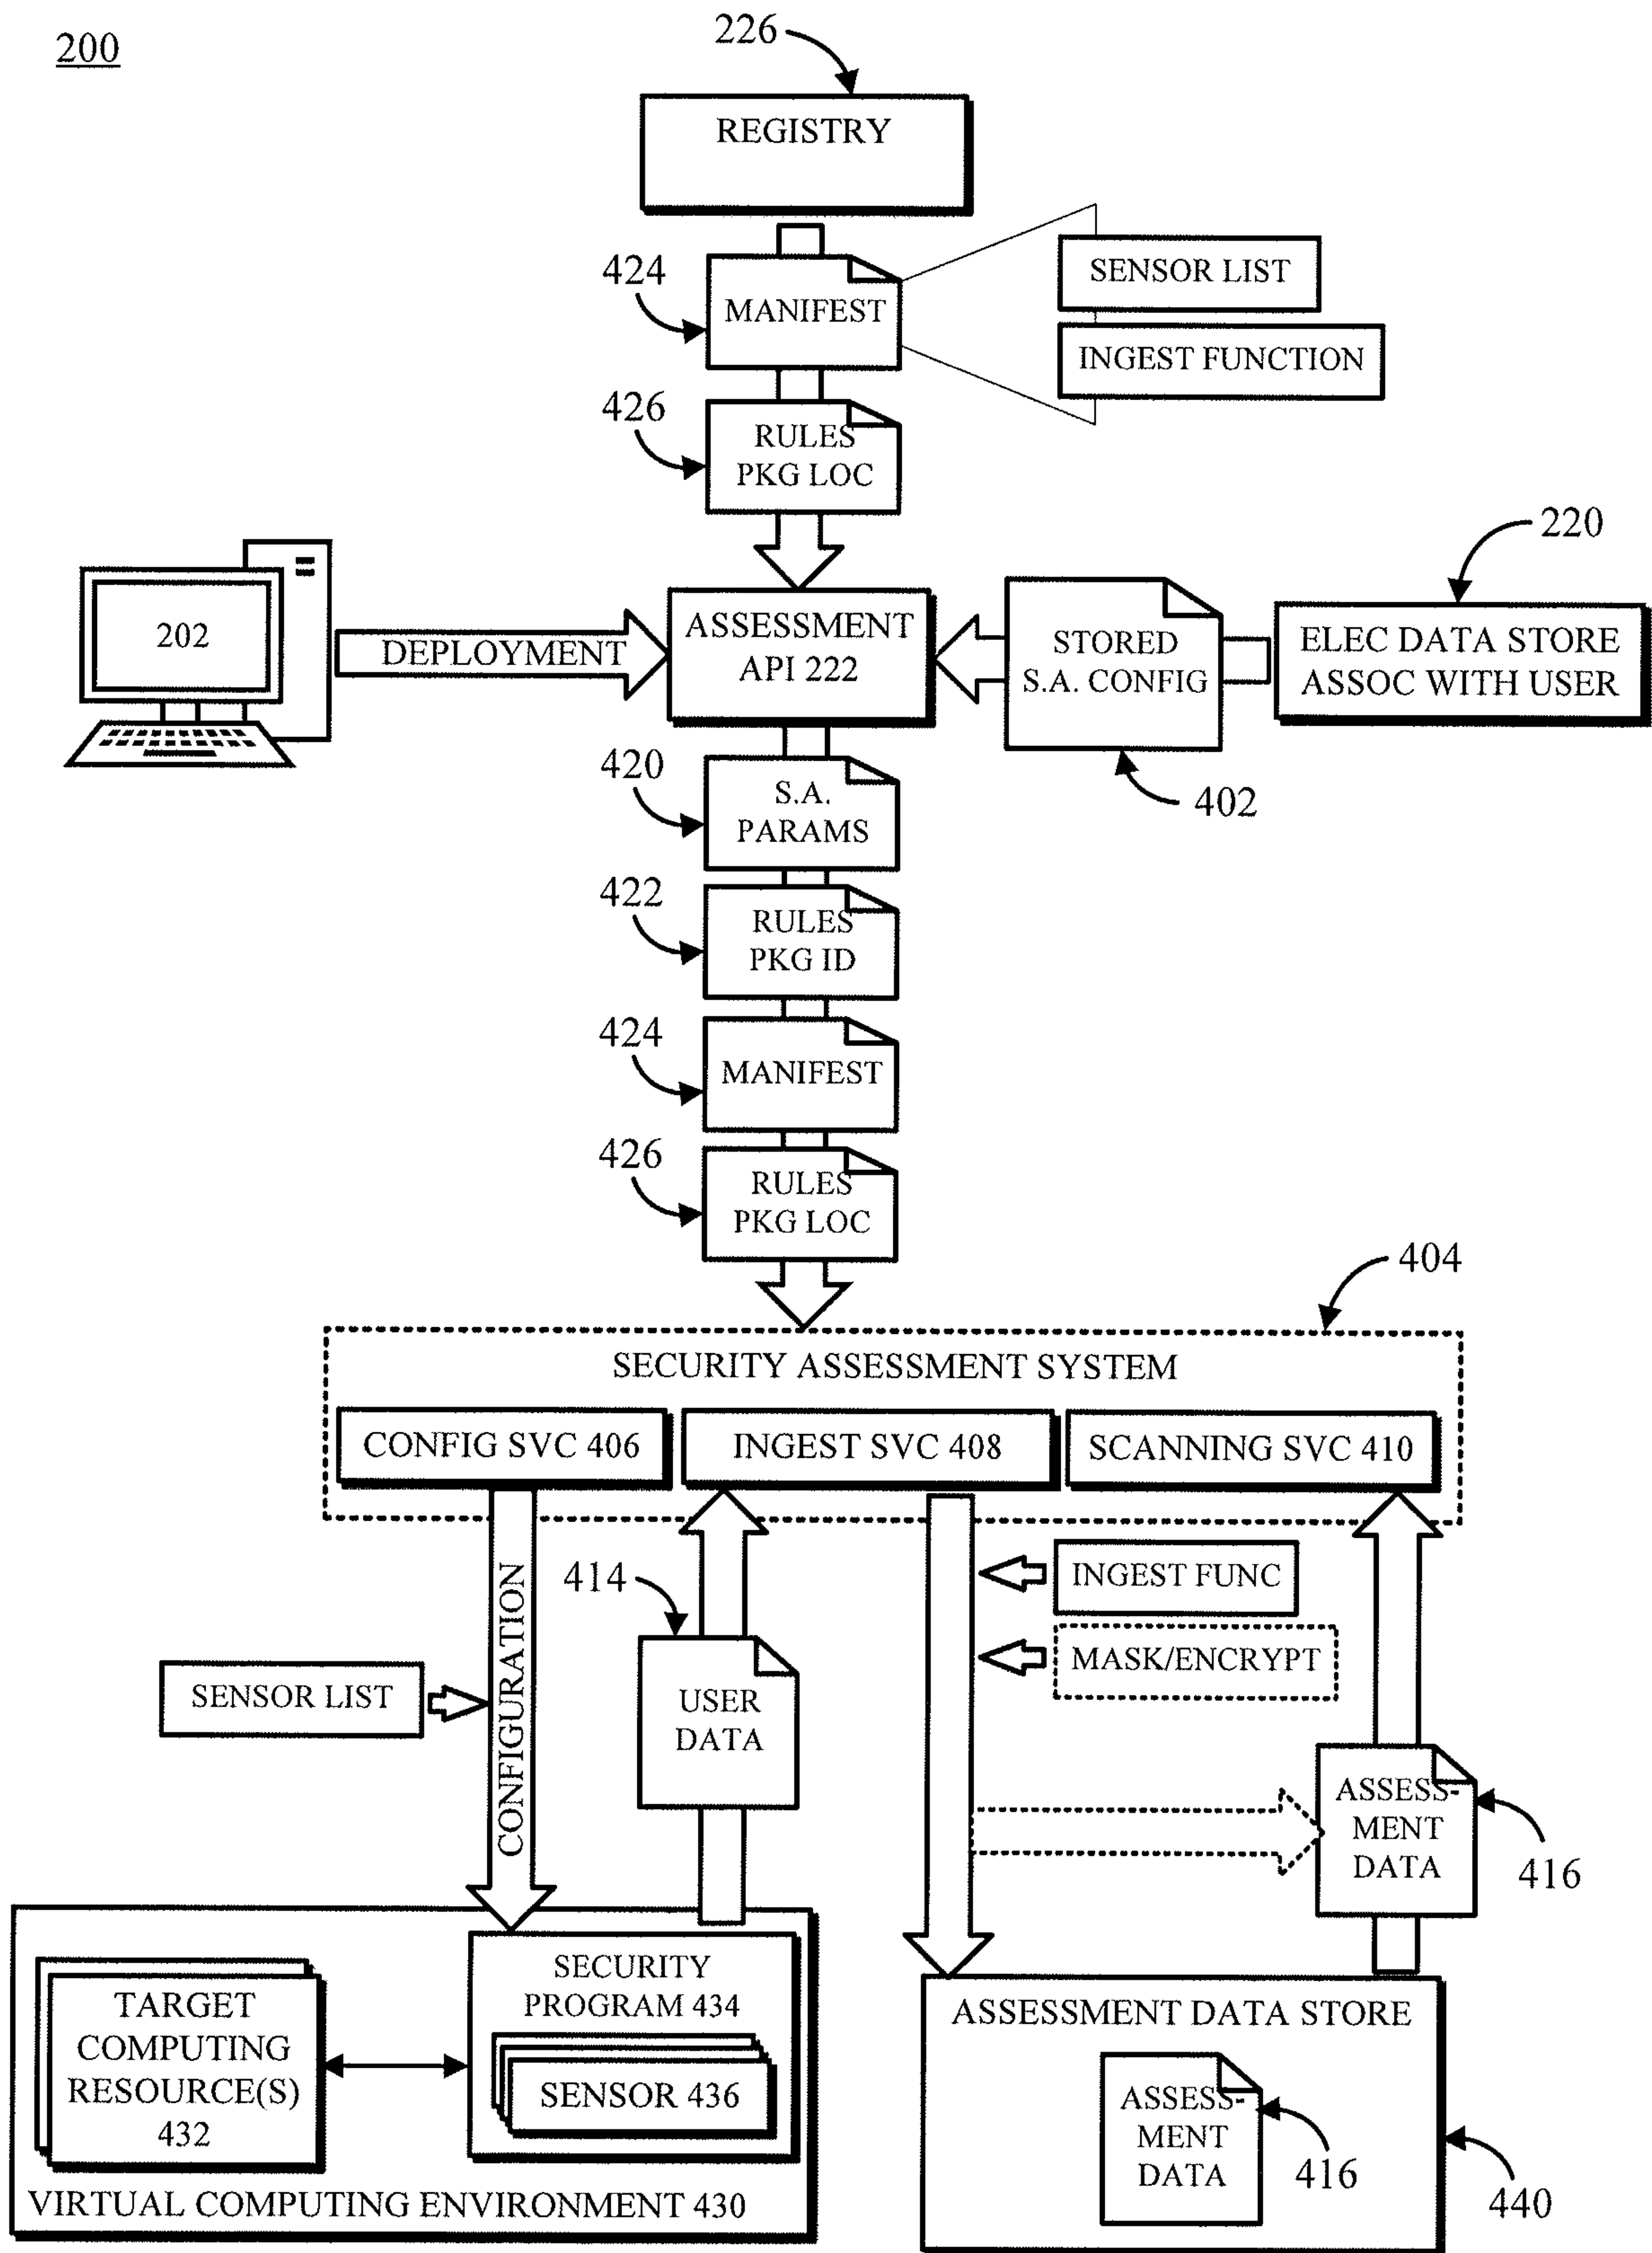 200
226
REGISTRY
424
MANIFEST
SENSOR LIST
INGEST FUNCTION
426
RULES
PKG LOC
220
202
DEPLOYMENT
ASSESSMENT
API 222
STORED
S.A. CONFIG
ELEC DATA STORE
ASSOC WITH USER
402
420
S.A.
PARAMS
422
RULES
PKG ID
424
MANIFEST
426
RULES
PKG LOC
404
SECURITY ASSESSMENT SYSTEM
CONFIG SVC 406
INGEST SVC 408
SCANNING SVC 410
414
INGEST FUNC
MASK/ENCRYPT
CONFIGURATION
SENSOR LIST
USER
DATA
ASSESS-
MENT
DATA
416
SECURITY
PROGRAM 434
SENSOR 436
TARGET
COMPUTING
RESOURCE(S)
432
VIRTUAL COMPUTING ENVIRONMENT 430
ASSESSMENT DATA STORE
ASSESS-
MENT
DATA
416
440